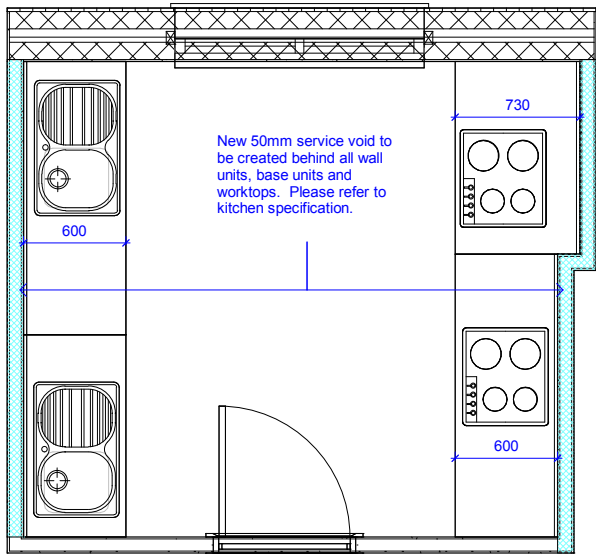 730
New 50mm service void to
be created behind all wall
units, base units and
worktops. Please refer to
kitchen specification.
600
600